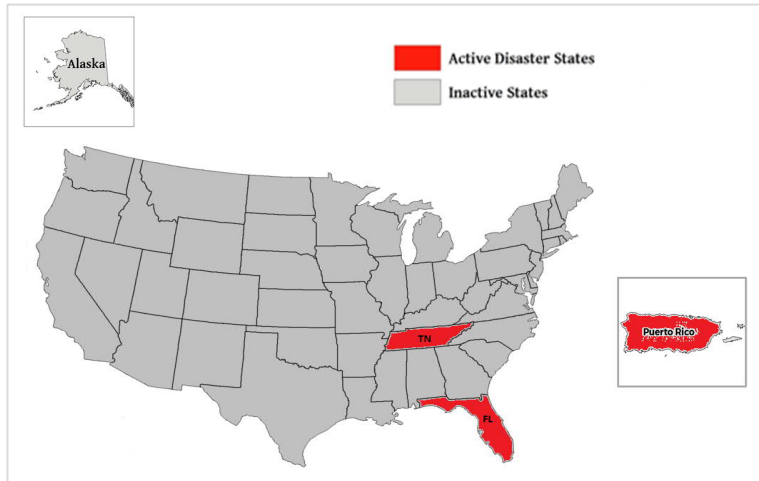 Alaska
Active Disaster States
Inactive States
TN
Puerto Rico
FL